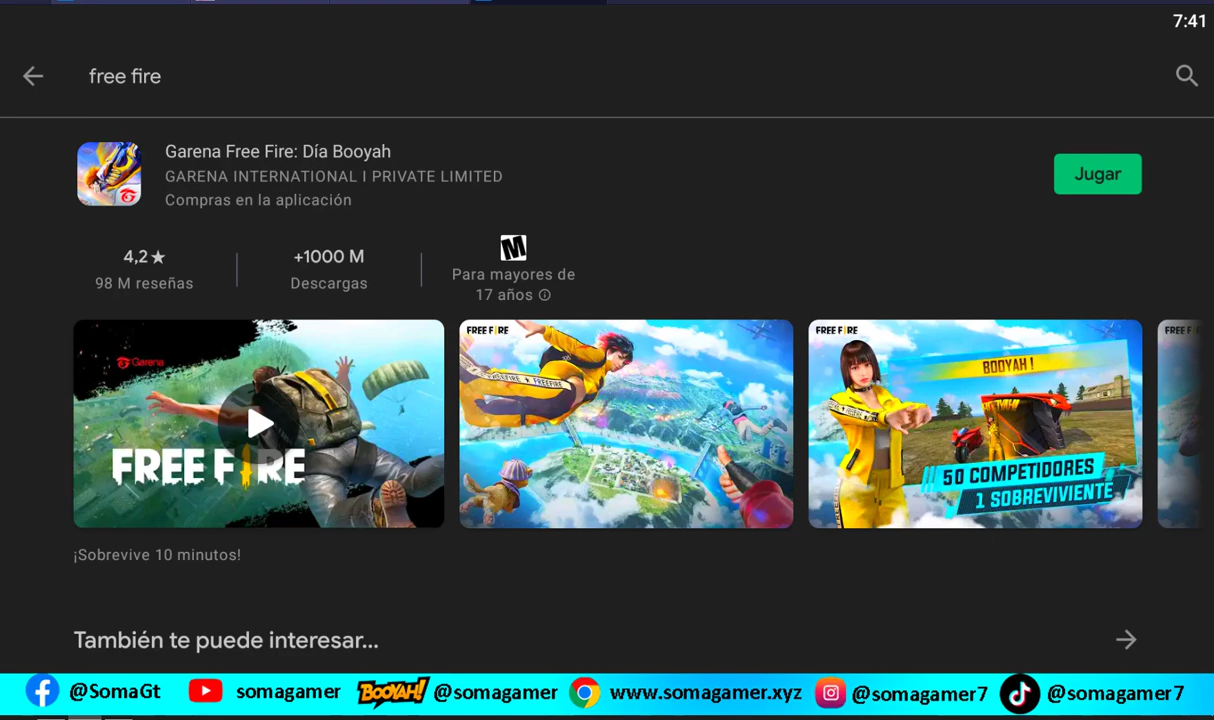 7:41
free fire
Garena Free Fire: Día Booyah
GARENA INTERNATIONAL I PRIVATE LIMITED
Compras en la aplicación
Jugar
4,2★
98 M reseñas
+1000 M
Descargas
M
Para mayores de
17 años
Garena
FREE FIRE
FREE FIRE
FREEFIRE
FREEFIRE
FREE FIRE
BOOYAH !
50 COMPETIDORES
1 SOBREVIVIENTE
FREE F
¡Sobrevive 10 minutos!
También te puede interesar...
@SomaGt somagamer BOOYAH! @somagamer www.somagamer.xyz @somagamer7 @somagamer7